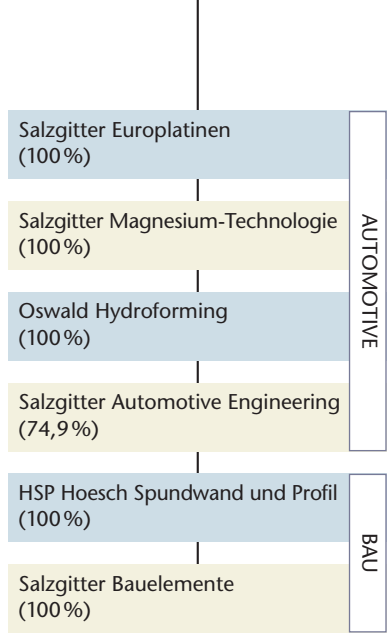 Salzgitter Europlatinen
(100 %)
Salzgitter Magnesium-Technologie
(100 %)
Oswald Hydroforming
(100 %)
Salzgitter Automotive Engineering
(74,9 %)
AUTOMOTIVE
HSP Hoesch Spundwand und Profil
(100 %)
Salzgitter Bauelemente
(100 %)
BAU